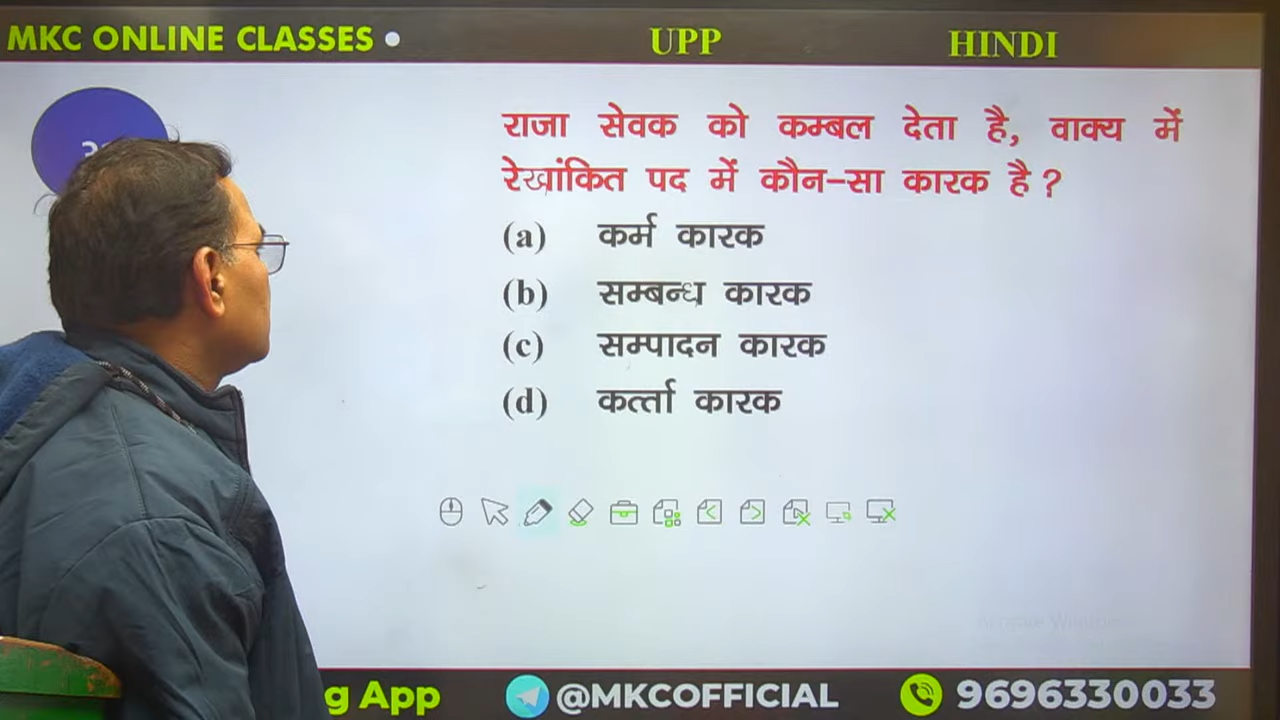 MKC ONLINE CLASSES UPP HINDI
राजा सेवक को कम्बल देता है, वाक्य में
रेखांकित पद में कौन-सा कारक है ?
(a) कर्म कारक
(b) सम्बन्ध कारक
(c) सम्पादन कारक
(d) कर्त्ता कारक
g App @MKCOFFICIAL 9696330033